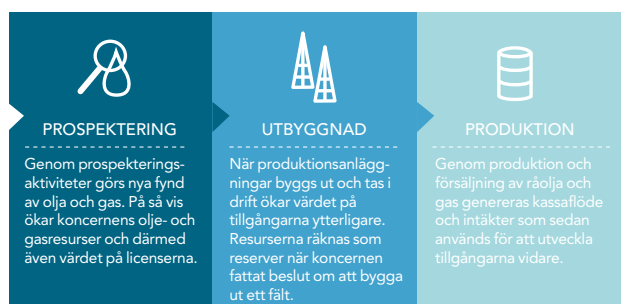 PROSPEKTERING
Genom prospekterings-
aktiviteter görs nya fynd
av olja och gas. På så vis
ökar koncernens olje- och
gasresurser och därmed
även värdet på licenserna.
UTBYGGNAD
När produktionsanlägg-
ningar byggs ut och tas i
drift ökar värdet på
tillgångarna ytterligare.
Resurserna räknas som
reserver när koncernen
fattat beslut om att bygga
ut ett fält.
PRODUKTION
Genom produktion och
försäljning av råolja och
gas genereras kassaflöde
och intäkter som sedan
används för att utveckla
tillgångarna vidare.